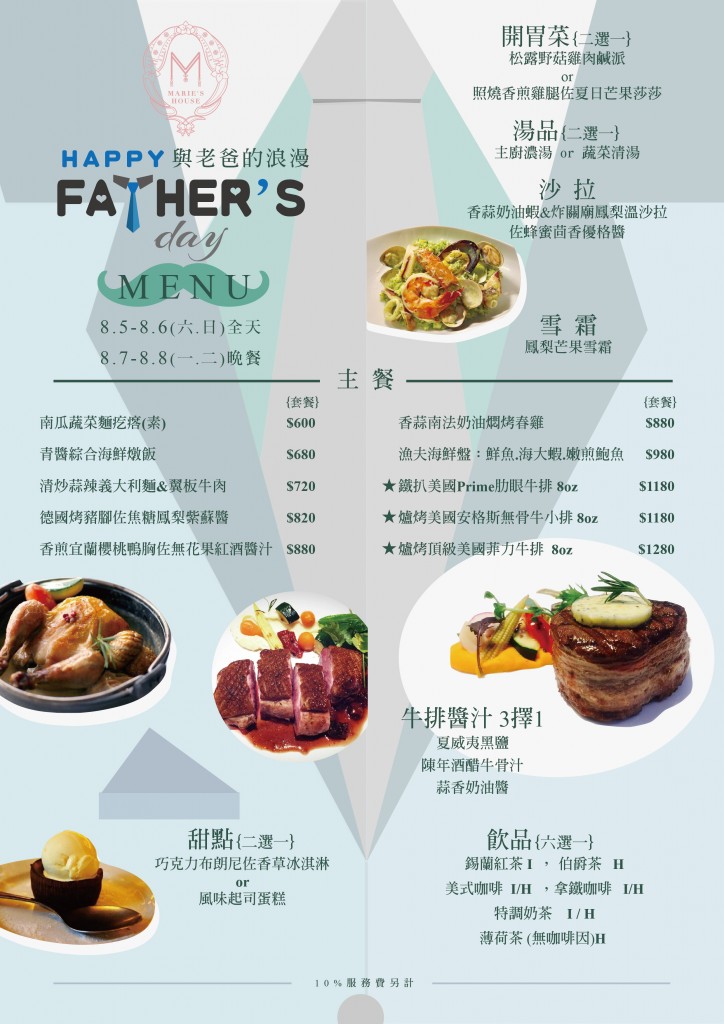 MARIE'S
HOUSE
HAPPY 與老爸的浪漫
FATHER'S
day
MENU
8.5-8.6(六.日)全天
8.7-8.8(一.二)晚餐
開胃菜{二選一}
松露野菇雞肉鹹派
or
照燒香煎雞腿佐夏日芒果莎莎
湯品{二選一}
主廚濃湯 or 蔬菜清湯
沙拉
香蒜奶油蝦&炸關廟鳳梨溫沙拉
佐蜂蜜茴香優格醬
雪霜
鳳梨芒果雪霜
主餐
{套餐}
南瓜蔬菜麵疙瘩(素) $600
青醬綜合海鮮燉飯 $680
清炒蒜辣義大利麵&翼板牛肉 $720
德國烤豬腳佐焦糖鳳梨紫蘇醬 $820
香煎宜蘭櫻桃鴨胸佐無花果紅酒醬汁 $880
{套餐}
香蒜南法奶油燜烤春雞 $880
漁夫海鮮盤：鮮魚.海大蝦.嫩煎鮑魚 $980
★鐵扒美國Prime肋眼牛排 8oz $1180
★爐烤美國安格斯無骨牛小排 8oz $1180
★爐烤頂級美國菲力牛排 8oz $1280
牛排醬汁 3擇1
夏威夷黑鹽
陳年酒醋牛骨汁
蒜香奶油醬
甜點{二選一}
巧克力布朗尼佐香草冰淇淋
or
風味起司蛋糕
飲品{六選一}
錫蘭紅茶 I ，伯爵茶 H
美式咖啡 I/H ，拿鐵咖啡 I/H
特調奶茶 I / H
薄荷茶 (無咖啡因)H
10%服務費另計